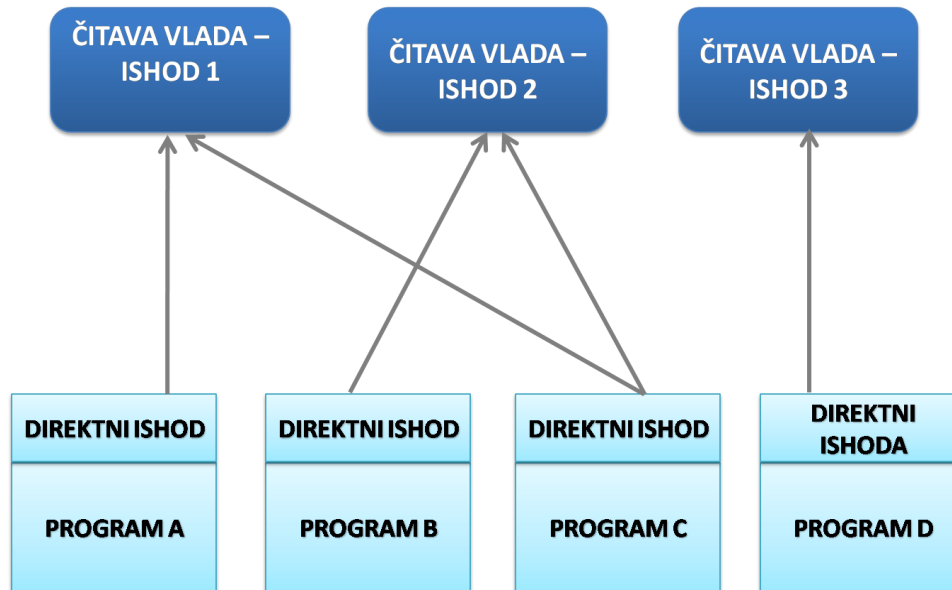 ČITAVA VLADA –
ISHOD 1
ČITAVA VLADA –
ISHOD 2
ČITAVA VLADA –
ISHOD 3
DIREKTNI ISHOD
DIREKTNI ISHOD
DIREKTNI ISHOD
DIREKTNI
ISHODA
PROGRAM A
PROGRAM B
PROGRAM C
PROGRAM D